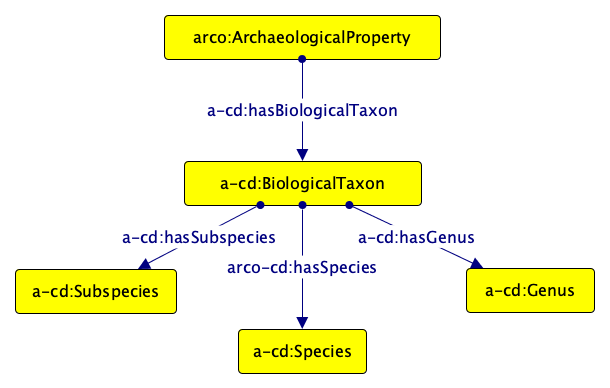 arco:ArchaeologicalProperty
a-cd:hasBiologicalTaxon
a-cd:BiologicalTaxon
a-cd:hasSubspecies
a-cd:hasGenus
arco-cd:hasSpecies
a-cd:Subspecies
a-cd:Genus
a-cd:Species